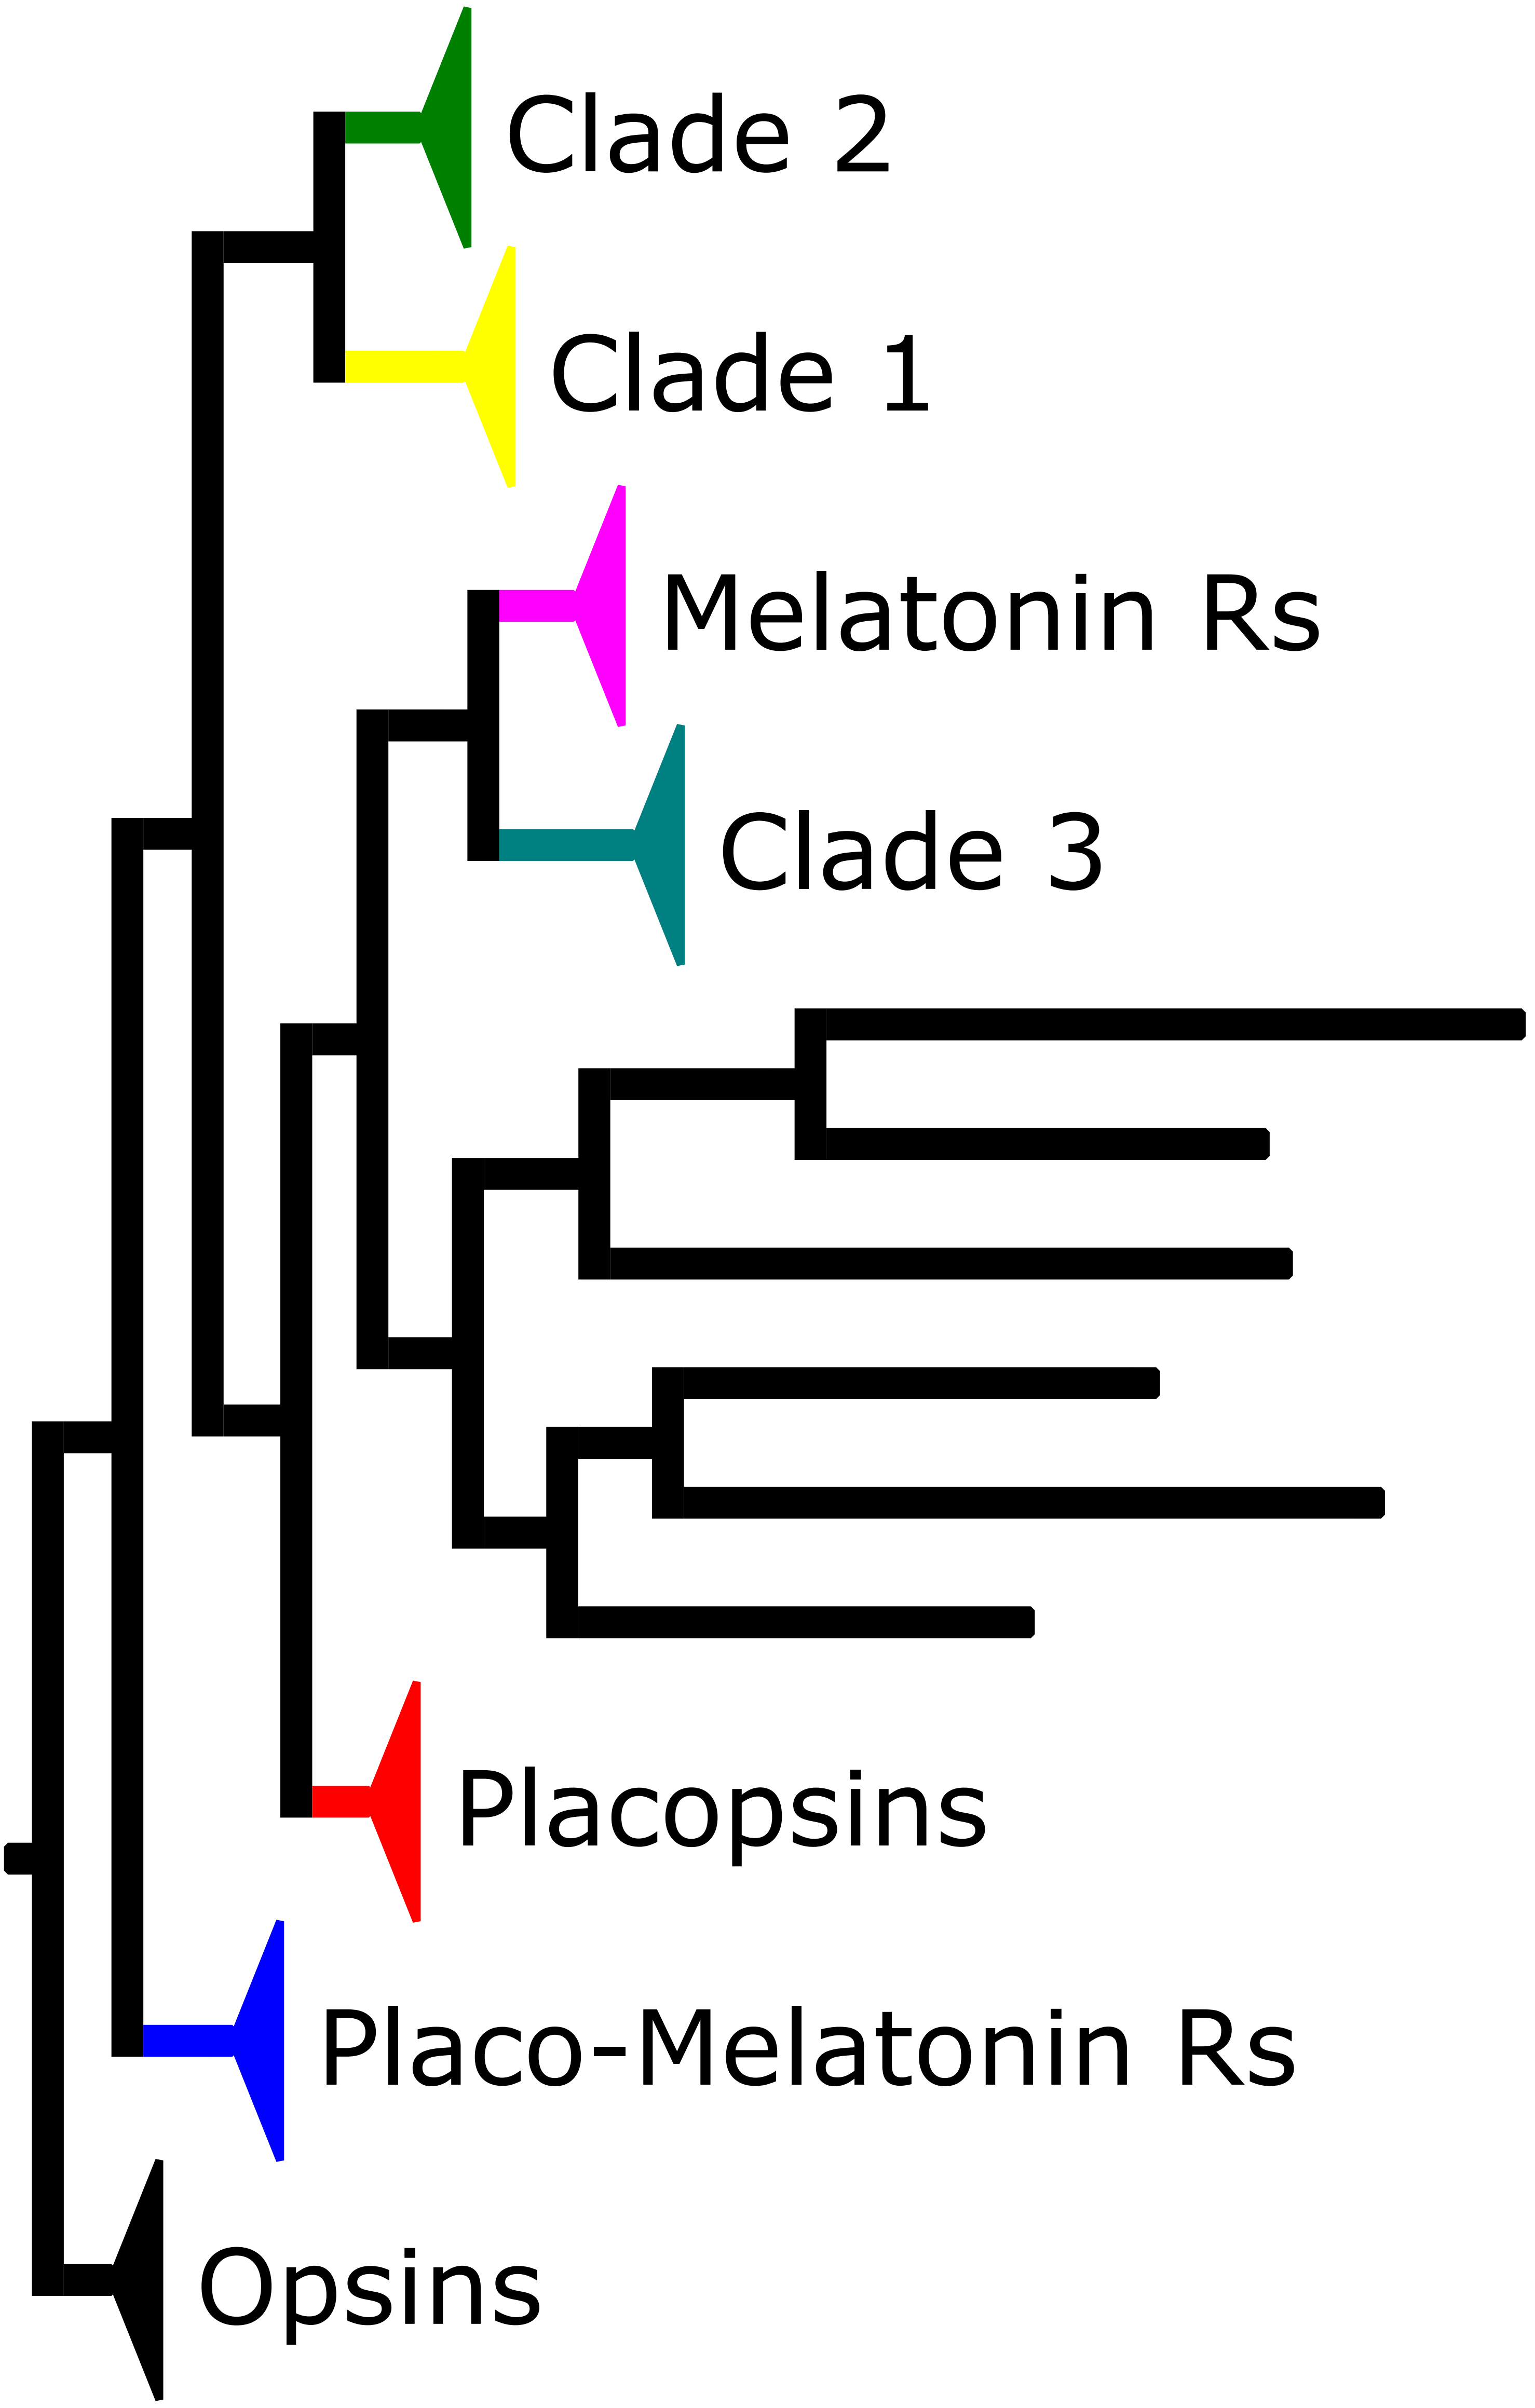 Clade 2
Clade 1
Melatonin Rs
Clade 3
Placopsins
Placo-Melatonin Rs
Opsins